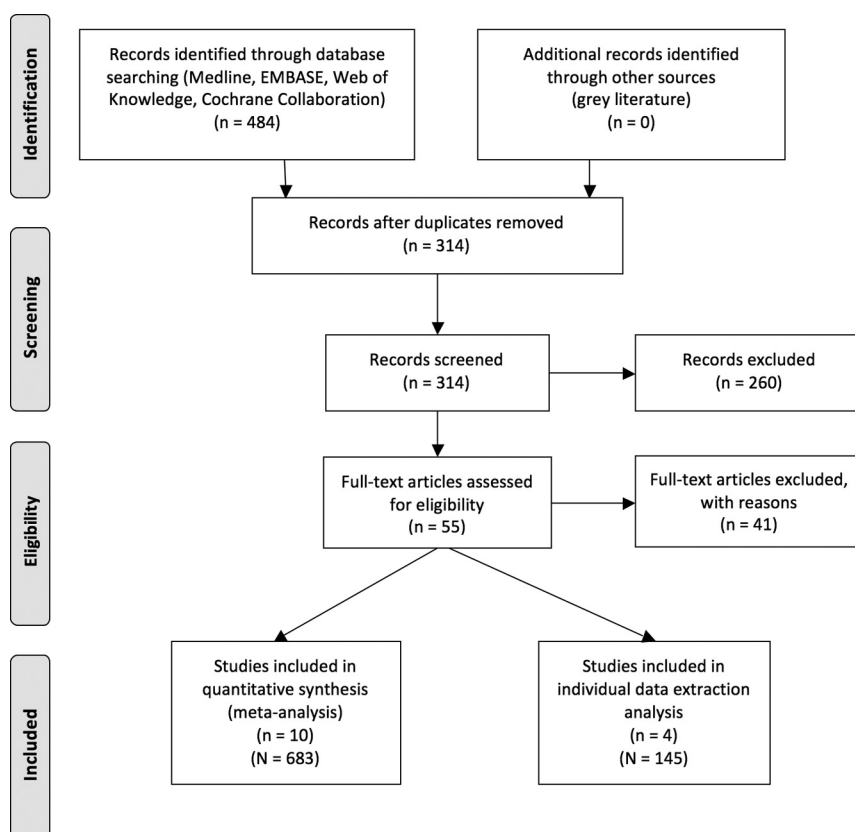 Identification
Records identified through database
searching (Medline, EMBASE, Web of
Knowledge, Cochrane Collaboration)
(n = 484)
Additional records identified
through other sources
(grey literature)
(n = 0)
Records after duplicates removed
(n = 314)
Screening
Records screened
(n = 314)
Records excluded
(n = 260)
Eligibility
Full-text articles assessed
for eligibility
(n = 55)
Full-text articles excluded,
with reasons
(n = 41)
Included
Studies included in
quantitative synthesis
(meta-analysis)
(n = 10)
(N = 683)
Studies included in
individual data extraction
analysis
(n = 4)
(N = 145)